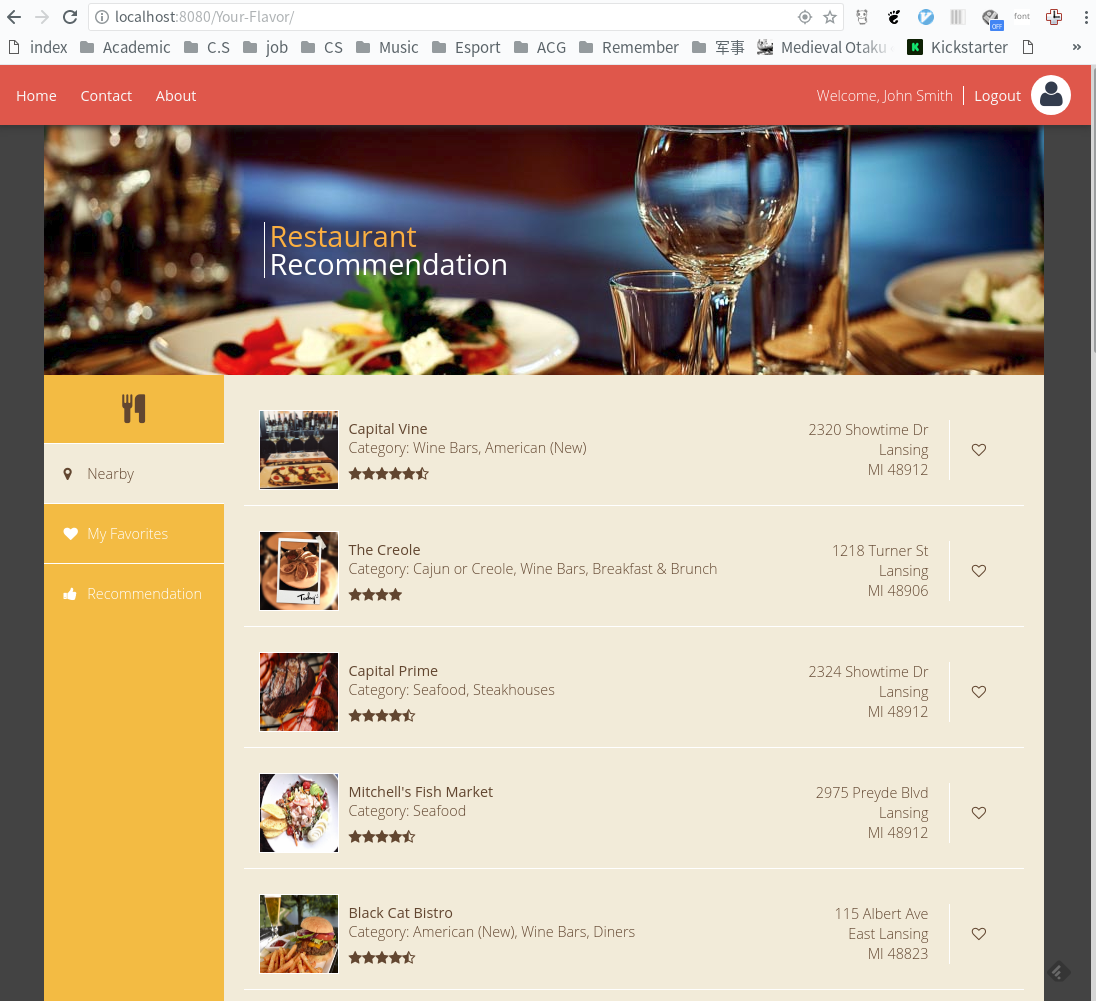 localhost:8080/Your-Flavor/
OFF
font
index
Academic
C.S
job
CS
Music
Esport
ACG
Remember
军事
Medieval Otaku
K
Kickstarter
»
Home
Contact
About
Welcome, John Smith
Logout
Restaurant
Recommendation
Nearby
My Favorites
Recommendation
Capital Vine
Category: Wine Bars, American (New)
2320 Showtime Dr
Lansing
MI 48912
The Creole
Category: Cajun or Creole, Wine Bars, Breakfast & Brunch
1218 Turner St
Lansing
MI 48906
Capital Prime
Category: Seafood, Steakhouses
2324 Showtime Dr
Lansing
MI 48912
Mitchell's Fish Market
Category: Seafood
2975 Preyde Blvd
Lansing
MI 48912
Black Cat Bistro
Category: American (New), Wine Bars, Diners
115 Albert Ave
East Lansing
MI 48823